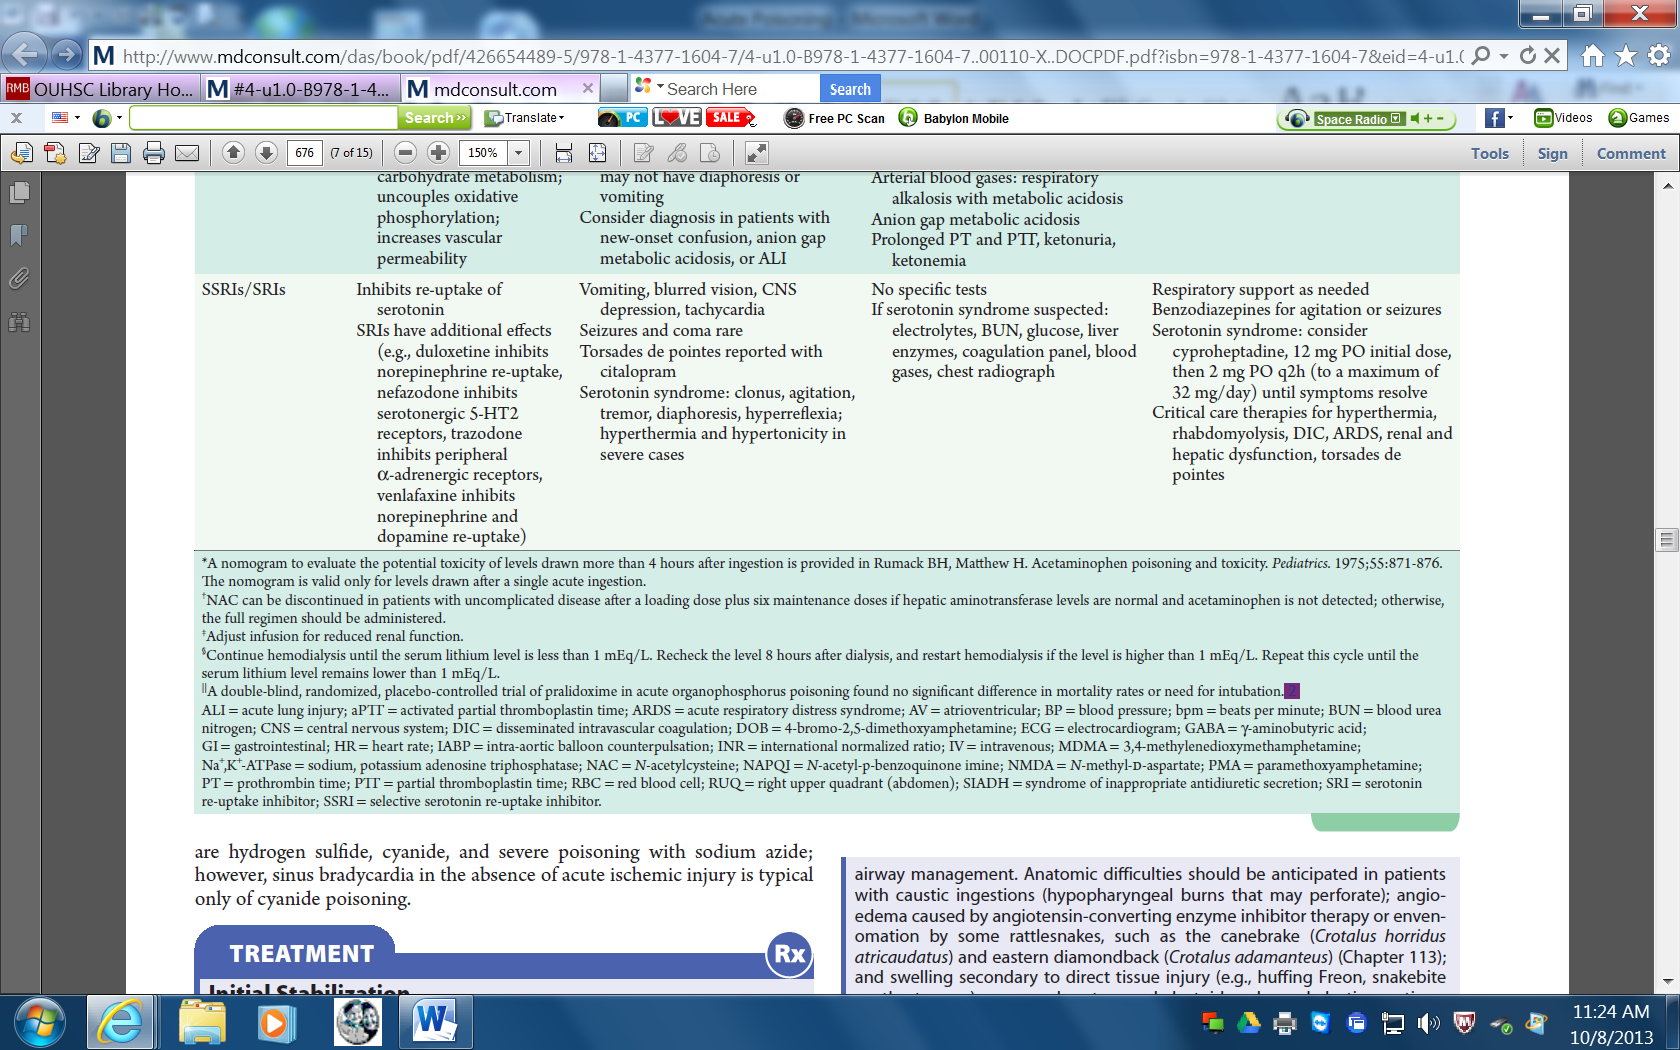 Acute Poisoning - Microsoft Word
http://www.mdconsult.com/das/book/pdf/426654489-5/978-1-4377-1604-7/4-u1.0-B978-1-4377-1604-7..00110-X..DOCPDF.pdf?isbn=978-1-4377-1604-7&eid=4-u1.0
RMB OUHSC Library Ho...
M #4-u1.0-B978-1-4...
M mdconsult.com
Search Here
Search
Search
Translate
PC
LOVE
SALE
Free PC Scan
Babylon Mobile
Space Radio
Videos
Games
676
(7 of 15)
150%
Tools
Sign
Comment
carbohydrate metabolism;
uncouples oxidative
phosphorylation;
increases vascular
permeability
may not have diaphoresis or
vomiting
Consider diagnosis in patients with
new-onset confusion, anion gap
metabolic acidosis, or ALI
Arterial blood gases: respiratory
alkalosis with metabolic acidosis
Anion gap metabolic acidosis
Prolonged PT and PTT, ketonuria,
ketonemia
SSRIs/SRIs
Inhibits re-uptake of
serotonin
SRIs have additional effects
(e.g., duloxetine inhibits
norepinephrine re-uptake,
nefazodone inhibits
serotonergic 5-HT2
receptors, trazodone
inhibits peripheral
α-adrenergic receptors,
venlafaxine inhibits
norepinephrine and
dopamine re-uptake)
Vomiting, blurred vision, CNS
depression, tachycardia
Seizures and coma rare
Torsades de pointes reported with
citalopram
Serotonin syndrome: clonus, agitation,
tremor, diaphoresis, hyperreflexia;
hyperthermia and hypertonicity in
severe cases
No specific tests
If serotonin syndrome suspected:
electrolytes, BUN, glucose, liver
enzymes, coagulation panel, blood
gases, chest radiograph
Respiratory support as needed
Benzodiazepines for agitation or seizures
Serotonin syndrome: consider
cyproheptadine, 12 mg PO initial dose,
then 2 mg PO q2h (to a maximum of
32 mg/day) until symptoms resolve
Critical care therapies for hyperthermia,
rhabdomyolysis, DIC, ARDS, renal and
hepatic dysfunction, torsades de
pointes
*A nomogram to evaluate the potential toxicity of levels drawn more than 4 hours after ingestion is provided in Rumack BH, Matthew H. Acetaminophen poisoning and toxicity. Pediatrics. 1975;55:871-876.
The nomogram is valid only for levels drawn after a single acute ingestion.
†NAC can be discontinued in patients with uncomplicated disease after a loading dose plus six maintenance doses if hepatic aminotransferase levels are normal and acetaminophen is not detected; otherwise,
the full regimen should be administered.
‡Adjust infusion for reduced renal function.
§Continue hemodialysis until the serum lithium level is less than 1 mEq/L. Recheck the level 8 hours after dialysis, and restart hemodialysis if the level is higher than 1 mEq/L. Repeat this cycle until the
serum lithium level remains lower than 1 mEq/L.
||A double-blind, randomized, placebo-controlled trial of pralidoxime in acute organophosphorus poisoning found no significant difference in mortality rates or need for intubation.
ALI = acute lung injury; aPTT = activated partial thromboplastin time; ARDS = acute respiratory distress syndrome; AV = atrioventricular; BP = blood pressure; bpm = beats per minute; BUN = blood urea
nitrogen; CNS = central nervous system; DIC = disseminated intravascular coagulation; DOB = 4-bromo-2,5-dimethoxyamphetamine; ECG = electrocardiogram; GABA = γ-aminobutyric acid;
GI = gastrointestinal; HR = heart rate; IABP = intra-aortic balloon counterpulsation; INR = international normalized ratio; IV = intravenous; MDMA = 3,4-methylenedioxymethamphetamine;
Na⁺,K⁺-ATPase = sodium, potassium adenosine triphosphatase; NAC = N-acetylcysteine; NAPQI = N-acetyl-p-benzoquinone imine; NMDA = N-methyl-D-aspartate; PMA = paramethoxyamphetamine;
PT = prothrombin time; PTT = partial thromboplastin time; RBC = red blood cell; RUQ = right upper quadrant (abdomen); SIADH = syndrome of inappropriate antidiuretic secretion; SRI = serotonin
re-uptake inhibitor; SSRI = selective serotonin re-uptake inhibitor.
are hydrogen sulfide, cyanide, and severe poisoning with sodium azide;
however, sinus bradycardia in the absence of acute ischemic injury is typical
only of cyanide poisoning.
TREATMENT
Rx
Initial Stabilization
airway management. Anatomic difficulties should be anticipated in patients
with caustic ingestions (hypopharyngeal burns that may perforate); angio-
edema caused by angiotensin-converting enzyme inhibitor therapy or enven-
omation by some rattlesnakes, such as the canebrake (Crotalus horridus
atricaudatus) and eastern diamondback (Crotalus adamanteus) (Chapter 113);
and swelling secondary to direct tissue injury (e.g., huffing Freon, snakebite
11:24 AM
10/8/2013